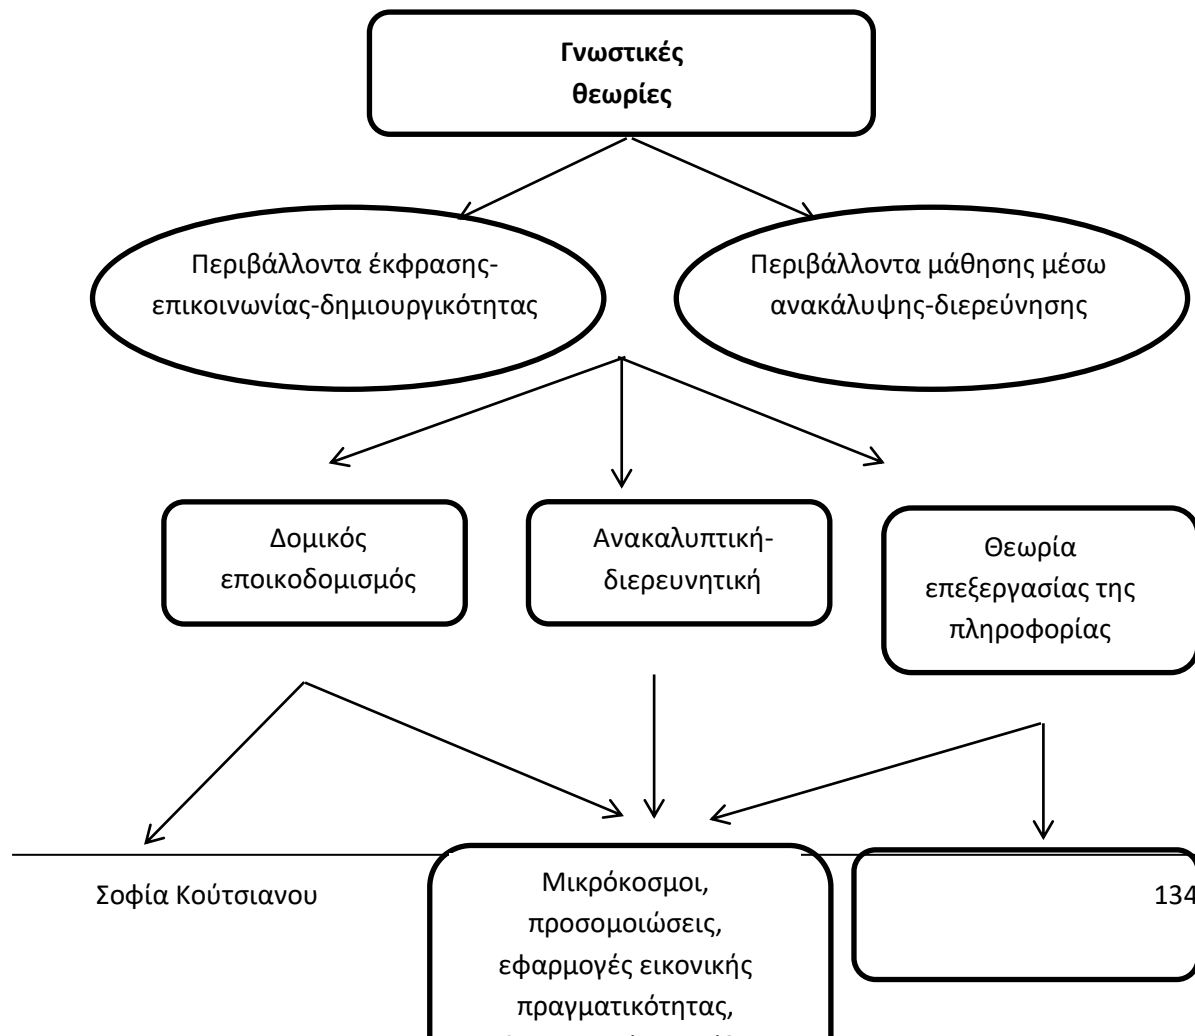 Γνωστικές
θεωρίες
Περιβάλλοντα έκφρασης-
επικοινωνίας-δημιουργικότητας
Περιβάλλοντα μάθησης μέσω
ανακάλυψης-διερεύνησης
Δομικός
εποικοδομισμός
Ανακαλυπτική-
διερευνητική
Θεωρία
επεξεργασίας της
πληροφορίας
Σοφία Κούτσιανου
Μικρόκοσμοι,
προσομοιώσεις,
εφαρμογές εικονικής
πραγματικότητας,
134